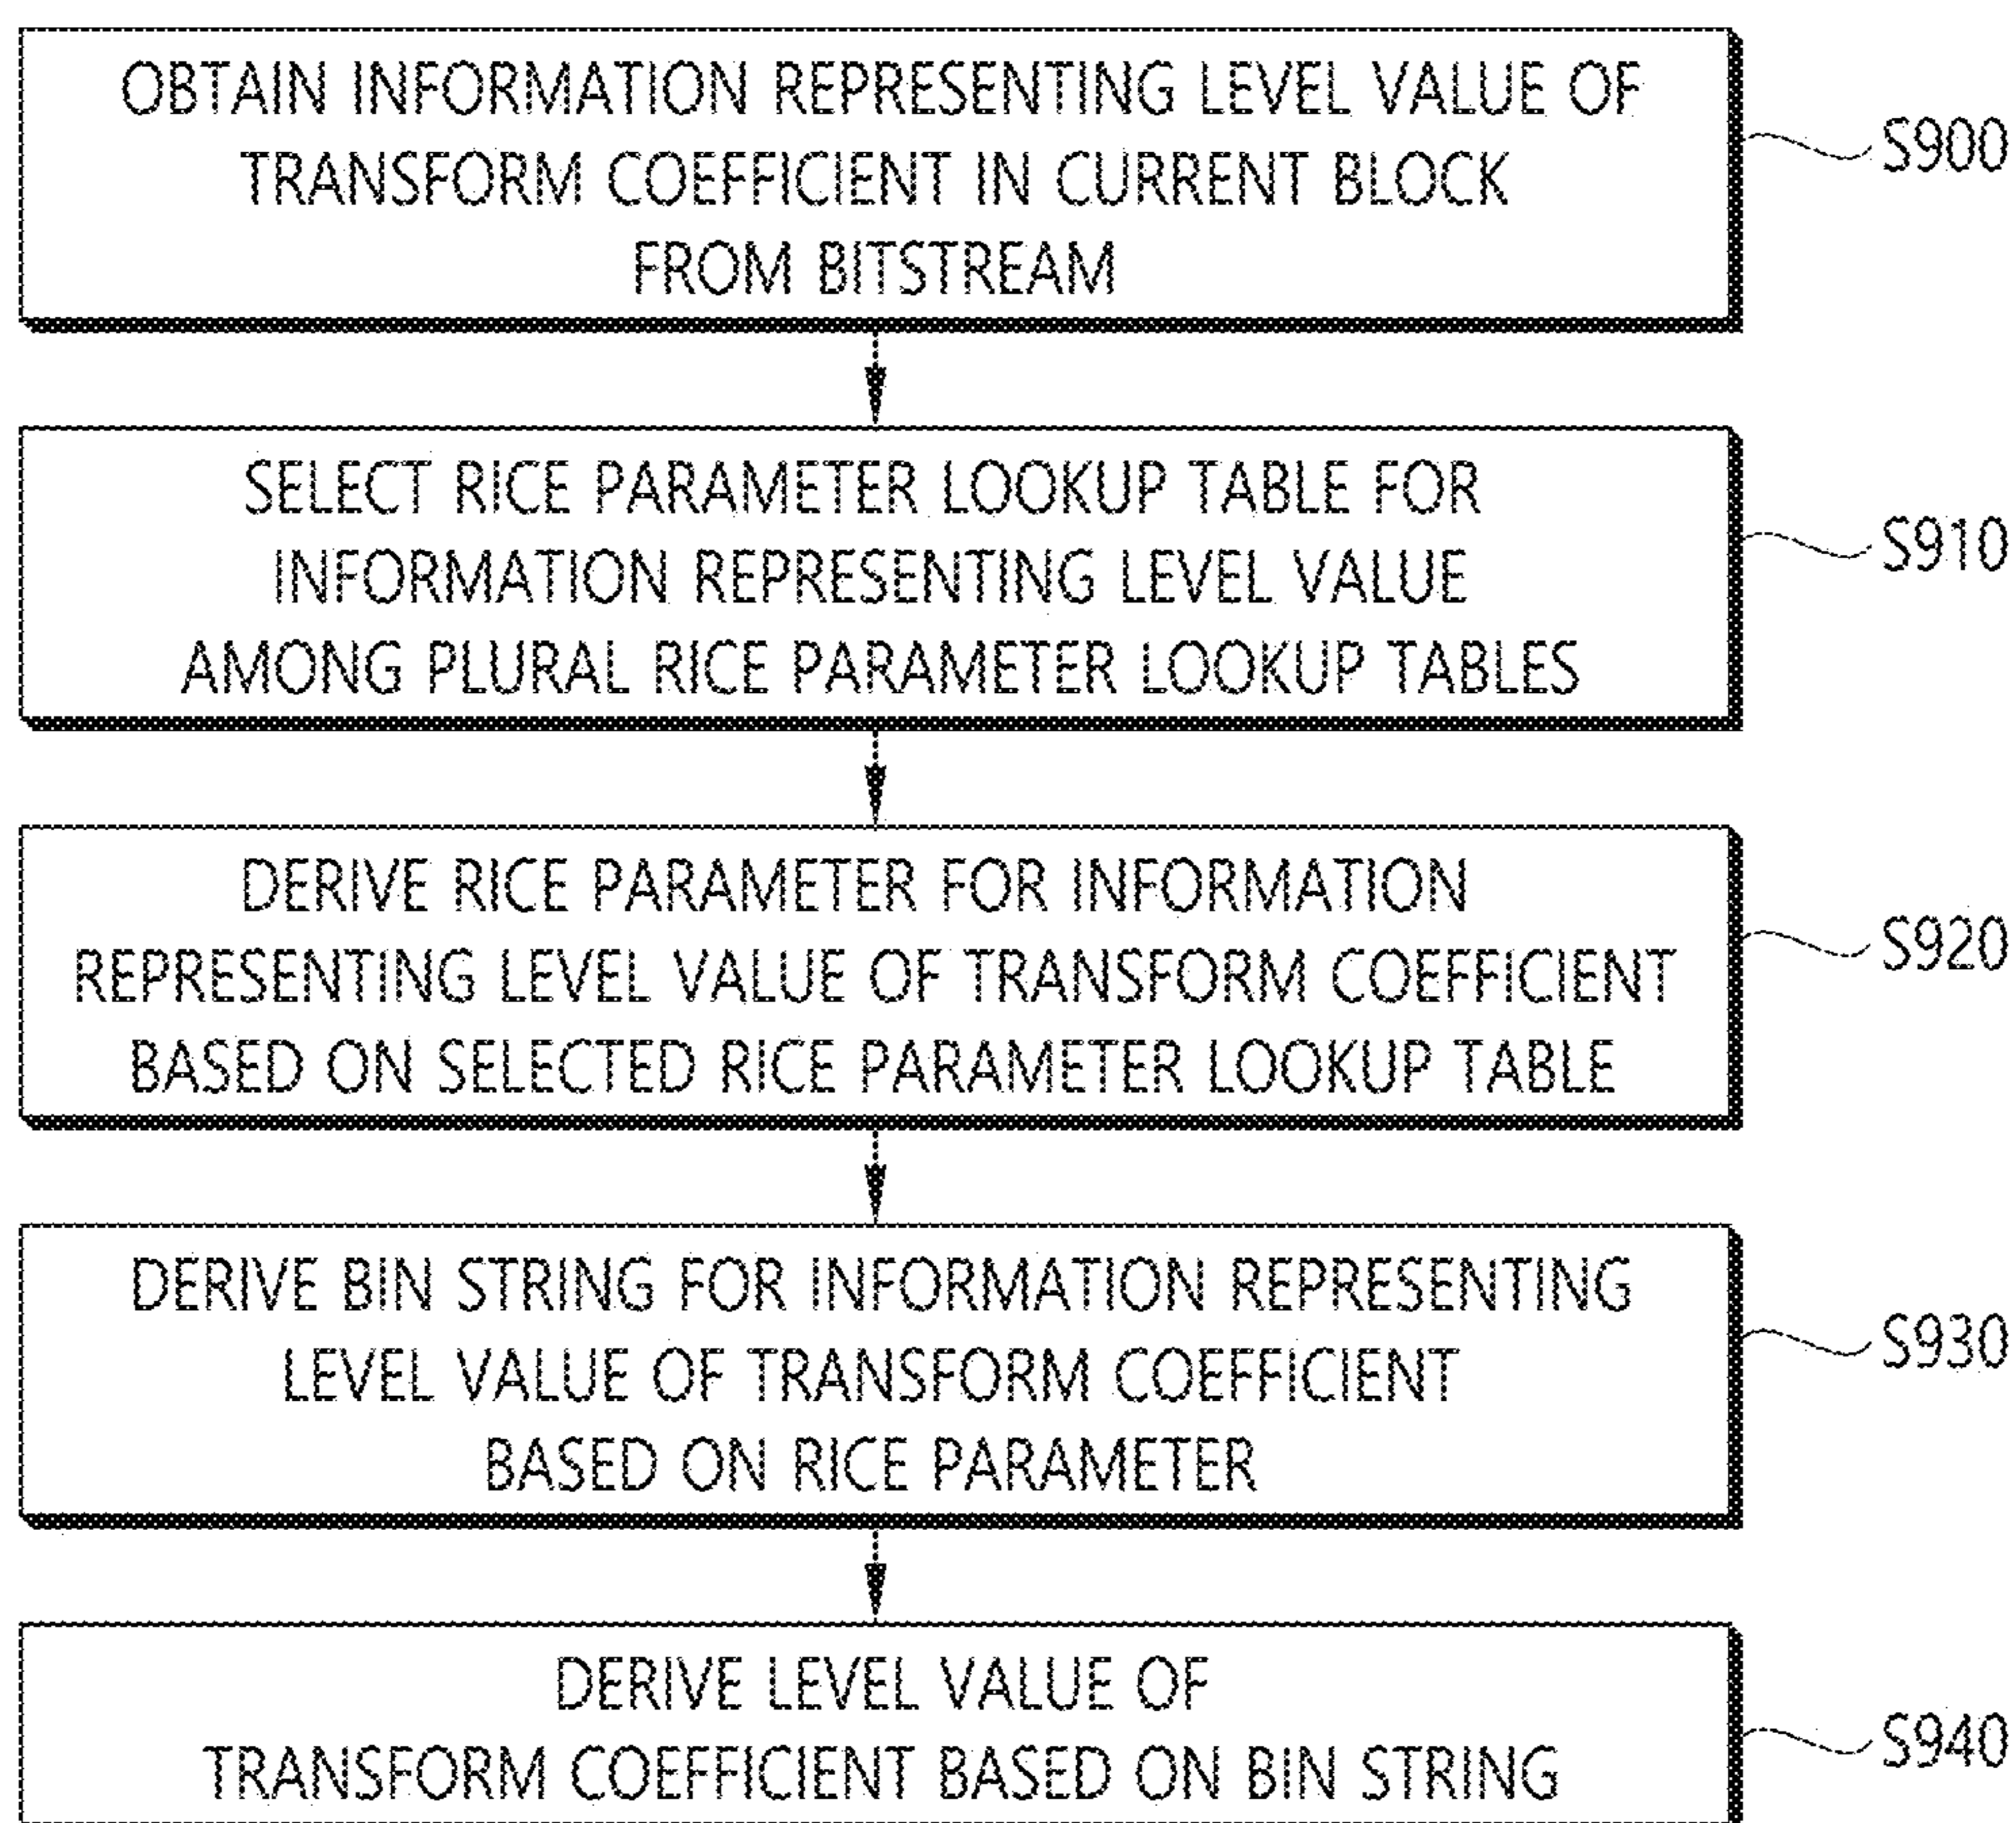 OBTAIN INFORMATION REPRESENTING LEVEL VALUE OF
TRANSFORM COEFFICIENT IN CURRENT BLOCK
FROM BITSTREAM
S900
SELECT RICE PARAMETER LOOKUP TABLE FOR
INFORMATION REPRESENTING LEVEL VALUE
AMONG PLURAL RICE PARAMETER LOOKUP TABLES
S910
DERIVE RICE PARAMETER FOR INFORMATION
REPRESENTING LEVEL VALUE OF TRANSFORM COEFFICIENT
BASED ON SELECTED RICE PARAMETER LOOKUP TABLE
S920
DERIVE BIN STRING FOR INFORMATION REPRESENTING
LEVEL VALUE OF TRANSFORM COEFFICIENT
BASED ON RICE PARAMETER
S930
DERIVE LEVEL VALUE OF
TRANSFORM COEFFICIENT BASED ON BIN STRING
S940